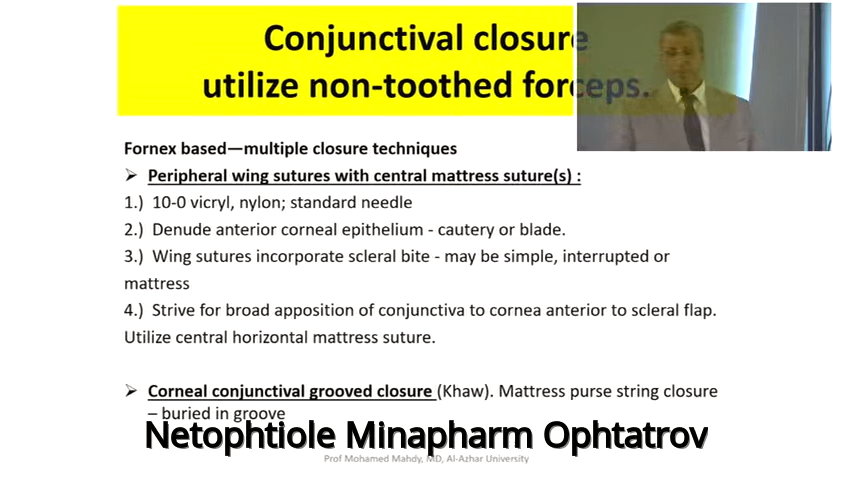 Conjunctival closure
utilize non-toothed forceps.
Fornex based—multiple closure techniques
➢ Peripheral wing sutures with central mattress suture(s) :
1.) 10-0 vicryl, nylon; standard needle
2.) Denude anterior corneal epithelium - cautery or blade.
3.) Wing sutures incorporate scleral bite - may be simple, interrupted or
mattress
4.) Strive for broad apposition of conjunctiva to cornea anterior to scleral flap.
Utilize central horizontal mattress suture.
➢ Corneal conjunctival grooved closure (Khaw). Mattress purse string closure
– buried in groove
Netophtiole Minapharm Ophtatrov
Prof Mohamed Mahdy, MD, Al-Azhar University